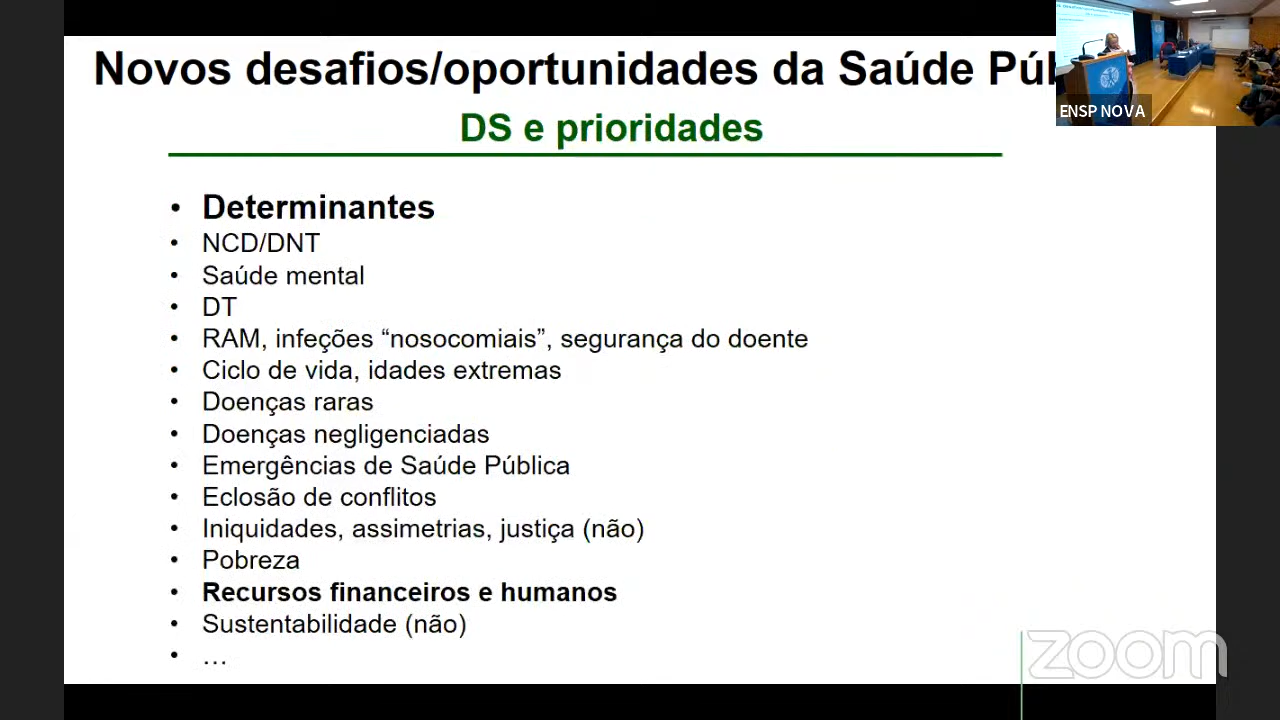 Novos desafios/oportunidades da Saúde Pú
DS e prioridades
ENSP NOVA
• Determinantes
• NCD/DNT
• Saúde mental
• DT
• RAM, infeções “nosocomiais”, segurança do doente
• Ciclo de vida, idades extremas
• Doenças raras
• Doenças negligenciadas
• Emergências de Saúde Pública
• Eclosão de conflitos
• Iniquidades, assimetrias, justiça (não)
• Pobreza
• Recursos financeiros e humanos
• Sustentabilidade (não)
• …
zoom